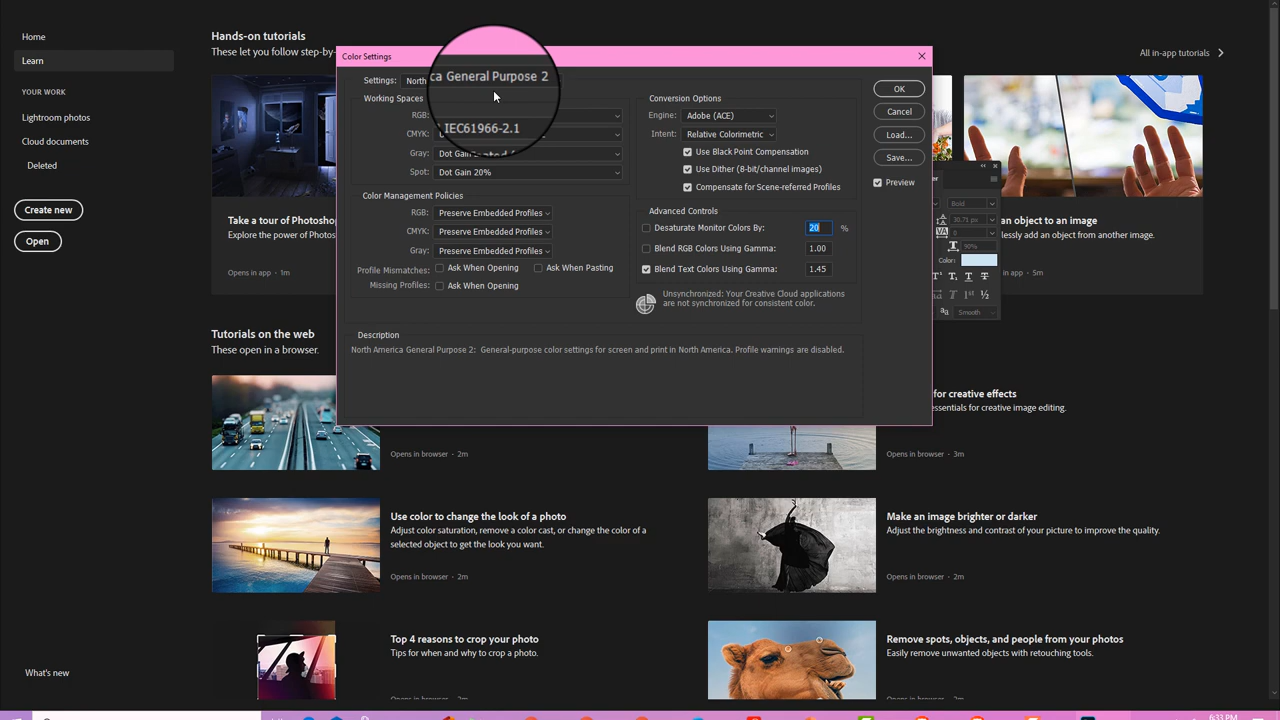 Home
Learn
YOUR WORK
Lightroom photos
Cloud documents
Deleted
Create new
Open
What's new
Hands-on tutorials
These let you follow step-by-
All in-app tutorials
Take a tour of Photoshop
Explore the power of Photos
Opens in app • 1m
an object to an image
lessly add an object from another image.
in app • 5m
Color Settings
Settings: North
ca General Purpose 2
Working Spaces
RGB:
IEC61966-2.1
CMYK:
Gray: Dot Gain
Spot: Dot Gain 20%
Color Management Policies
RGB: Preserve Embedded Profiles
CMYK: Preserve Embedded Profiles
Gray: Preserve Embedded Profiles
Profile Mismatches: Ask When Opening Ask When Pasting
Missing Profiles: Ask When Opening
Conversion Options
Engine: Adobe (ACE)
Intent: Relative Colorimetric
Use Black Point Compensation
Use Dither (8-bit/channel images)
Compensate for Scene-referred Profiles
Advanced Controls
Desaturate Monitor Colors By: 20 %
Blend RGB Colors Using Gamma: 1.00
Blend Text Colors Using Gamma: 1.45
Unsynchronized: Your Creative Cloud applications
are not synchronized for consistent color.
OK
Cancel
Load...
Save...
Preview
Description
North America General Purpose 2: General-purpose color settings for screen and print in North America. Profile warnings are disabled.
Bold
30.71 px
0
90%
Color:
Smooth
Tutorials on the web
These open in a browser.
Opens in browser • 2m
for creative effects
essentials for creative image editing.
Opens in browser • 3m
Use color to change the look of a photo
Adjust color saturation, remove a color cast, or change the color of a
selected object to get the look you want.
Opens in browser • 2m
Make an image brighter or darker
Adjust the brightness and contrast of your picture to improve the quality.
Opens in browser • 2m
Top 4 reasons to crop your photo
Tips for when and why to crop a photo.
Remove spots, objects, and people from your photos
Easily remove unwanted objects with retouching tools.
6:33 PM